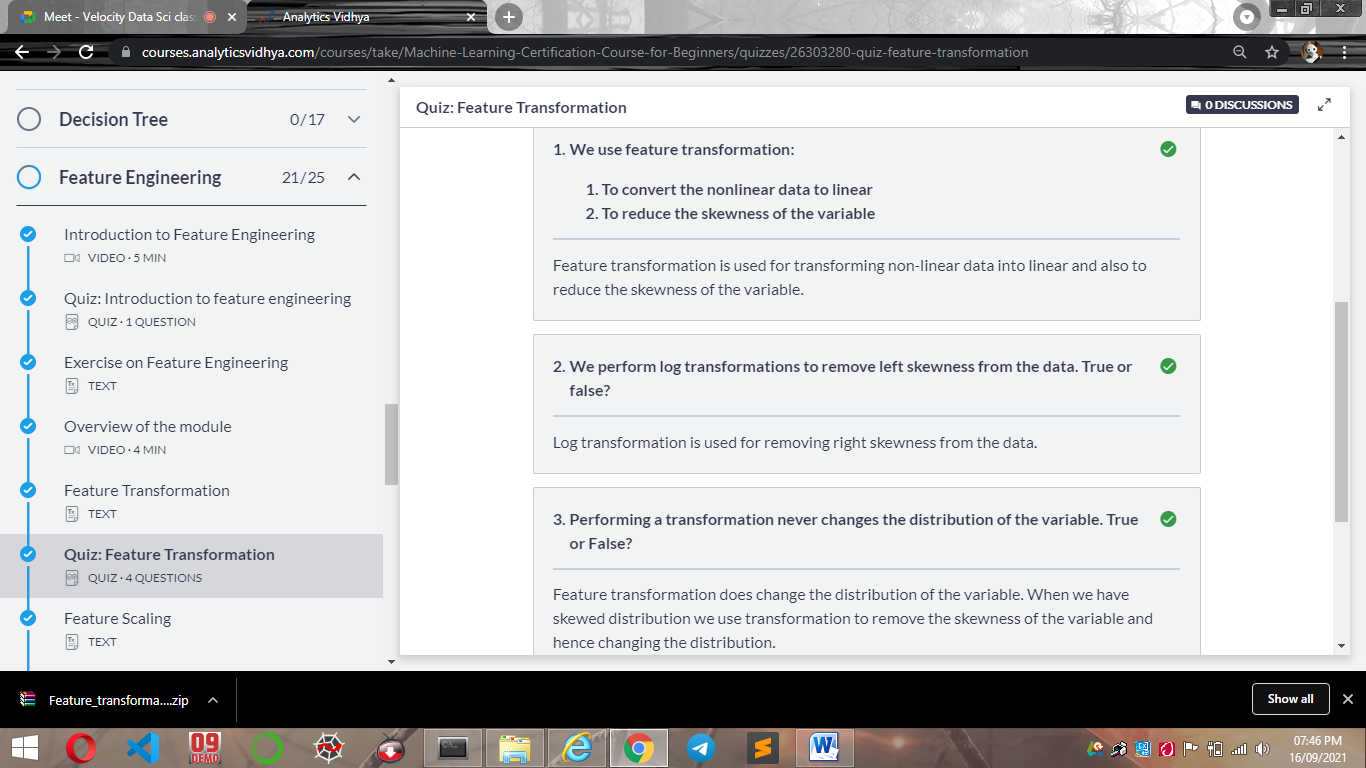 Meet - Velocity Data Sci clas
Analytics Vidhya
courses.analyticsvidhya.com/courses/take/Machine-Learning-Certification-Course-for-Beginners/quizzes/26303280-quiz-feature-transformation
Decision Tree 0/17
Feature Engineering 21/25
Introduction to Feature Engineering
VIDEO · 5 MIN
Quiz: Introduction to feature engineering
QUIZ · 1 QUESTION
Exercise on Feature Engineering
TEXT
Overview of the module
VIDEO · 4 MIN
Feature Transformation
TEXT
Quiz: Feature Transformation
QUIZ · 4 QUESTIONS
Feature Scaling
TEXT
Quiz: Feature Transformation
0 DISCUSSIONS
1. We use feature transformation:
1. To convert the nonlinear data to linear
2. To reduce the skewness of the variable
Feature transformation is used for transforming non-linear data into linear and also to
reduce the skewness of the variable.
2. We perform log transformations to remove left skewness from the data. True or
false?
Log transformation is used for removing right skewness from the data.
3. Performing a transformation never changes the distribution of the variable. True
or False?
Feature transformation does change the distribution of the variable. When we have
skewed distribution we use transformation to remove the skewness of the variable and
hence changing the distribution.
Feature_transforma....zip
Show all
09
DEMO
07:46 PM
16/09/2021